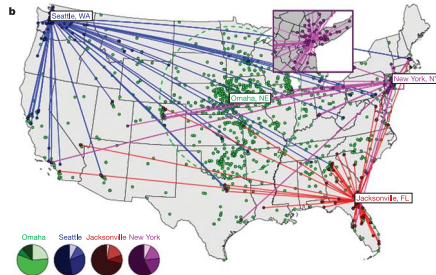 b
Seattle, WA
New York, NY
Omaha, NE
Jacksonville, FL
Omaha Seattle Jacksonville New York